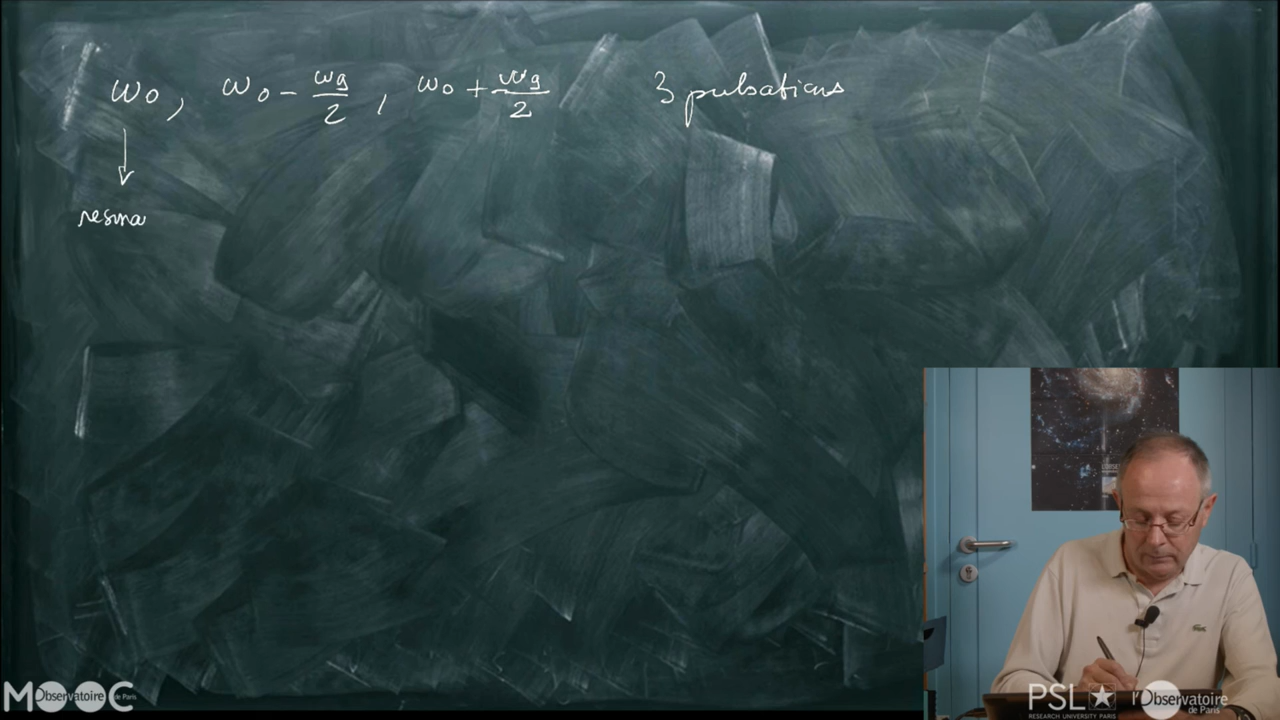 ω₀, ω₀ - ωg/2, ω₀ + ωg/2 3 pulsations
resona
MOOC
Observatoire de Paris
PSL★
RESEARCH UNIVERSITY PARIS
l'Observatoire
de Paris